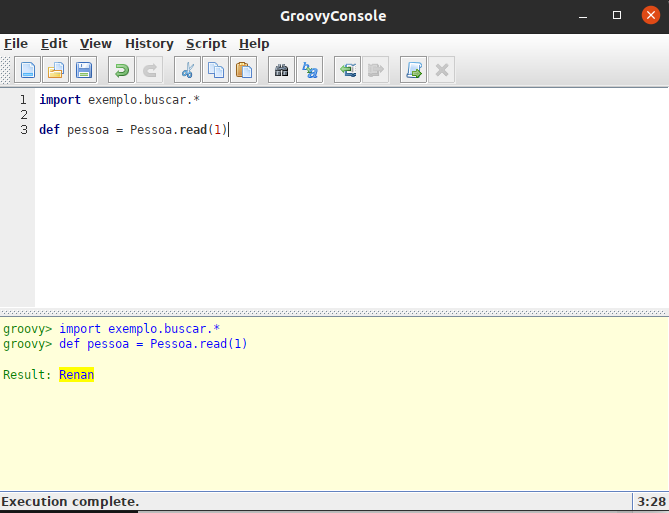 GroovyConsole
File Edit View History Script Help
1 import exemplo.buscar.*
2
3 def pessoa = Pessoa.read(1)
groovy> import exemplo.buscar.*
groovy> def pessoa = Pessoa.read(1)
Result: Renan
Execution complete. 3:28